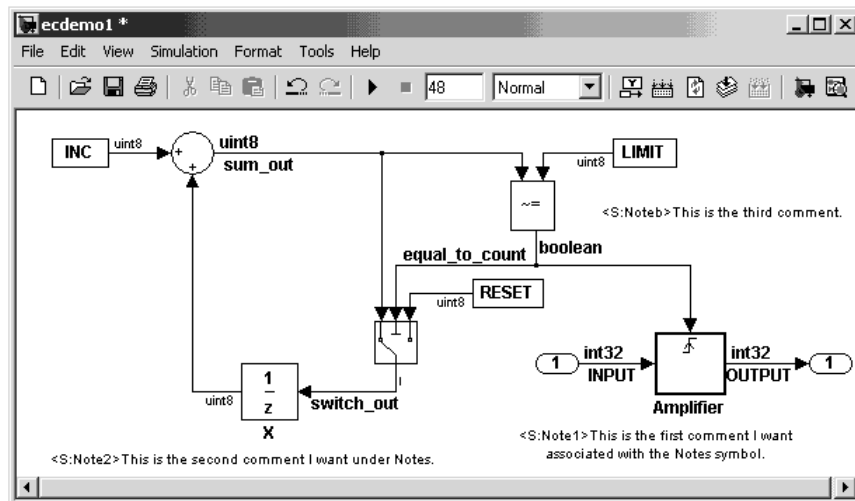 ecdemo1 *
File Edit View Simulation Format Tools Help
48 Normal
INC uint8 + + uint8 sum_out
uint8 LIMIT
~=
<S:Noteb>This is the third comment.
equal_to_count boolean
uint8 RESET
1 int32 INPUT
int32 OUTPUT 1
Amplifier
uint8 1 z switch_out
X
<S:Note1>This is the first comment I want
associated with the Notes symbol.
<S:Note2>This is the second comment I want under Notes.